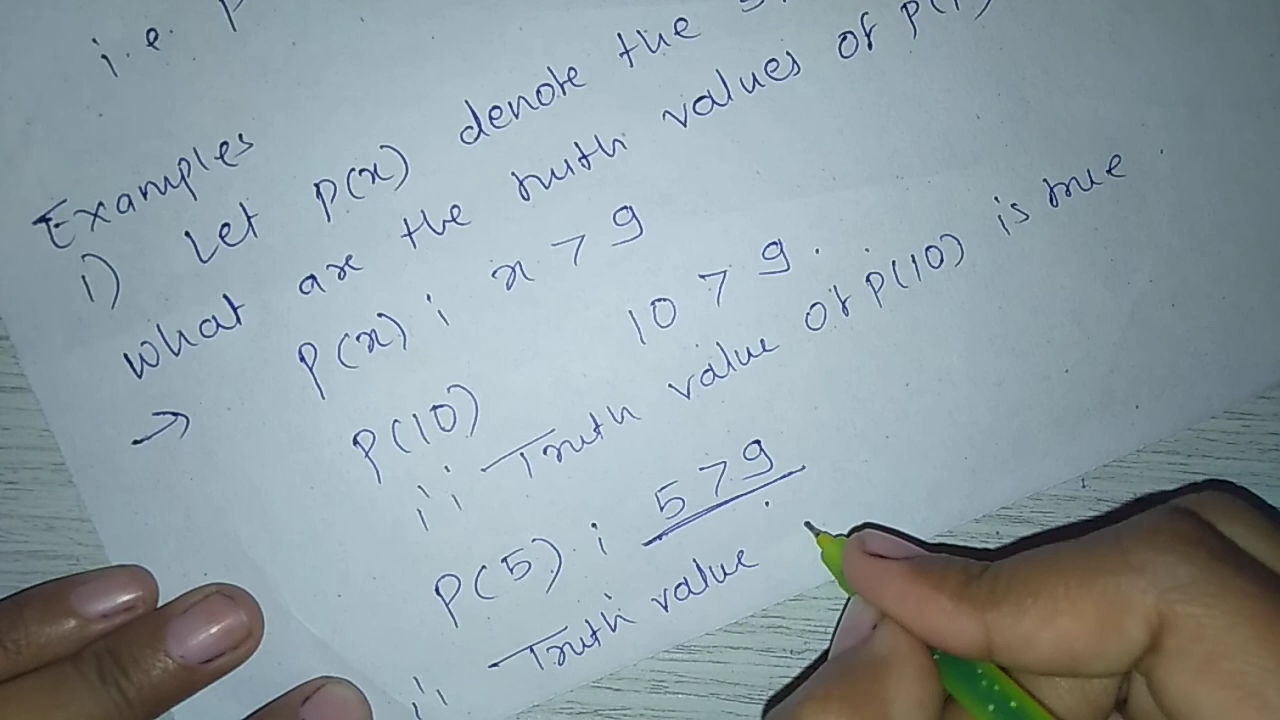 i.e. P
Examples
1) Let P(x) denote the
What are the truth values of P(1
→ P(x) : x > 9
P(10) 10 > 9.
∴ Truth value of P(10) is true.
P(5) : 5 > 9
∴ Truth value